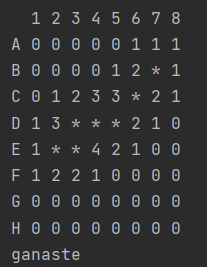 1 2 3 4 5 6 7 8
A 0 0 0 0 0 1 1 1
B 0 0 0 0 1 2 * 1
C 0 1 2 3 3 * 2 1
D 1 3 * * * 2 1 0
E 1 * * 4 2 1 0 0
F 1 2 2 1 0 0 0 0
G 0 0 0 0 0 0 0 0
H 0 0 0 0 0 0 0 0
ganaste